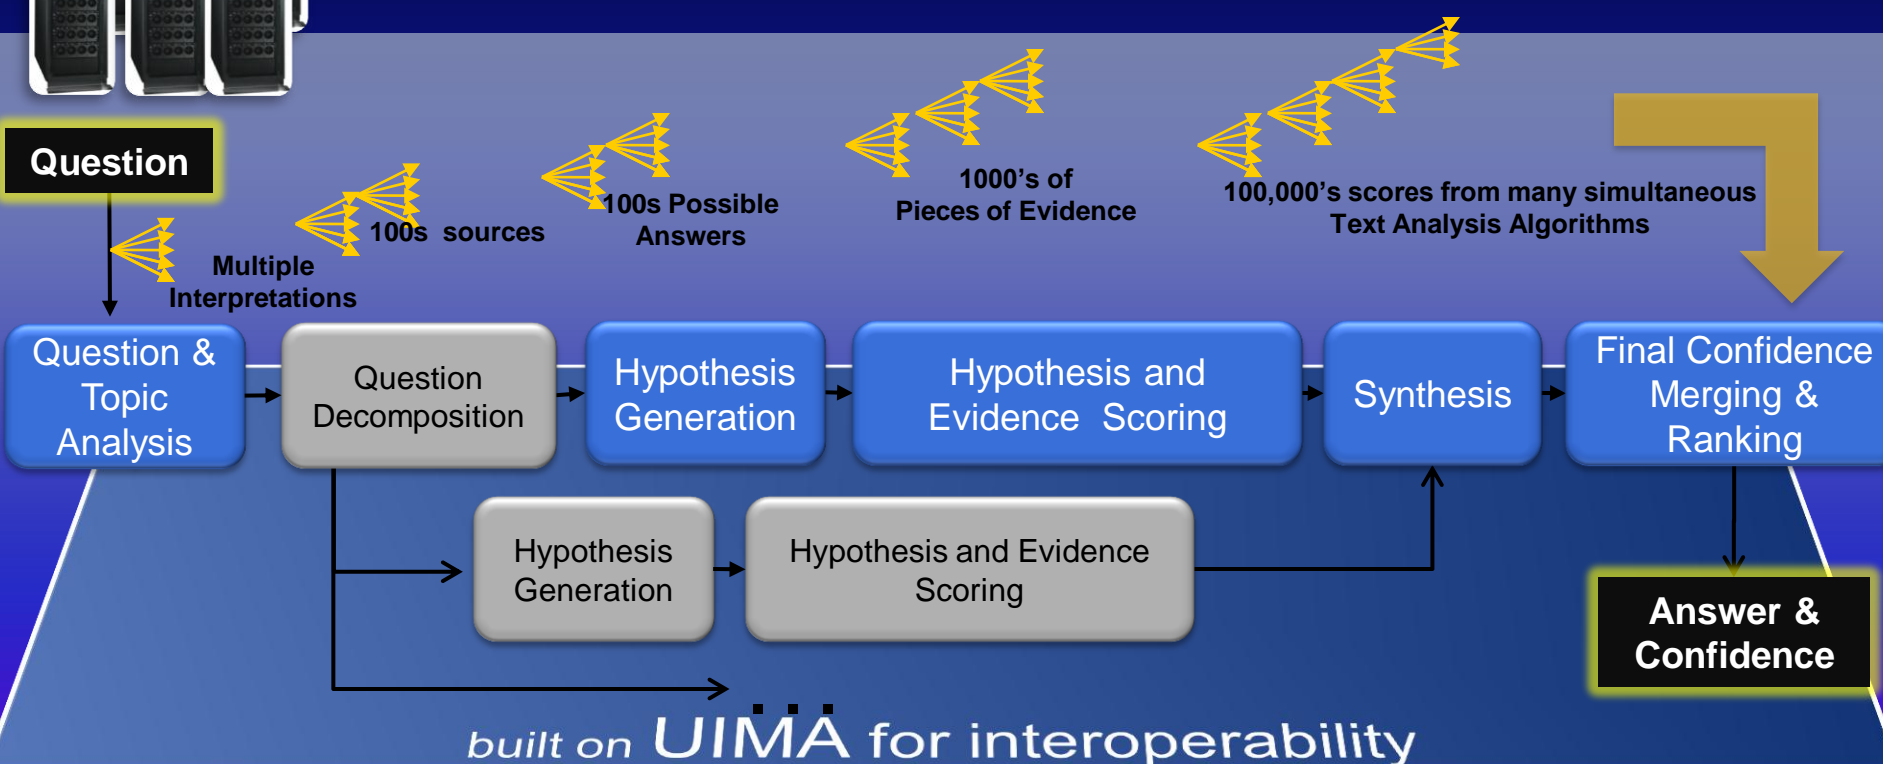 Question
Multiple
Interpretations
100s sources
100s Possible
Answers
1000's of
Pieces of Evidence
100,000's scores from many simultaneous
Text Analysis Algorithms
Question &
Topic
Analysis
Question
Decomposition
Hypothesis
Generation
Hypothesis and
Evidence Scoring
Synthesis
Final Confidence
Merging &
Ranking
Hypothesis
Generation
Hypothesis and Evidence
Scoring
Answer &
Confidence
...
built on UIMA for interoperability